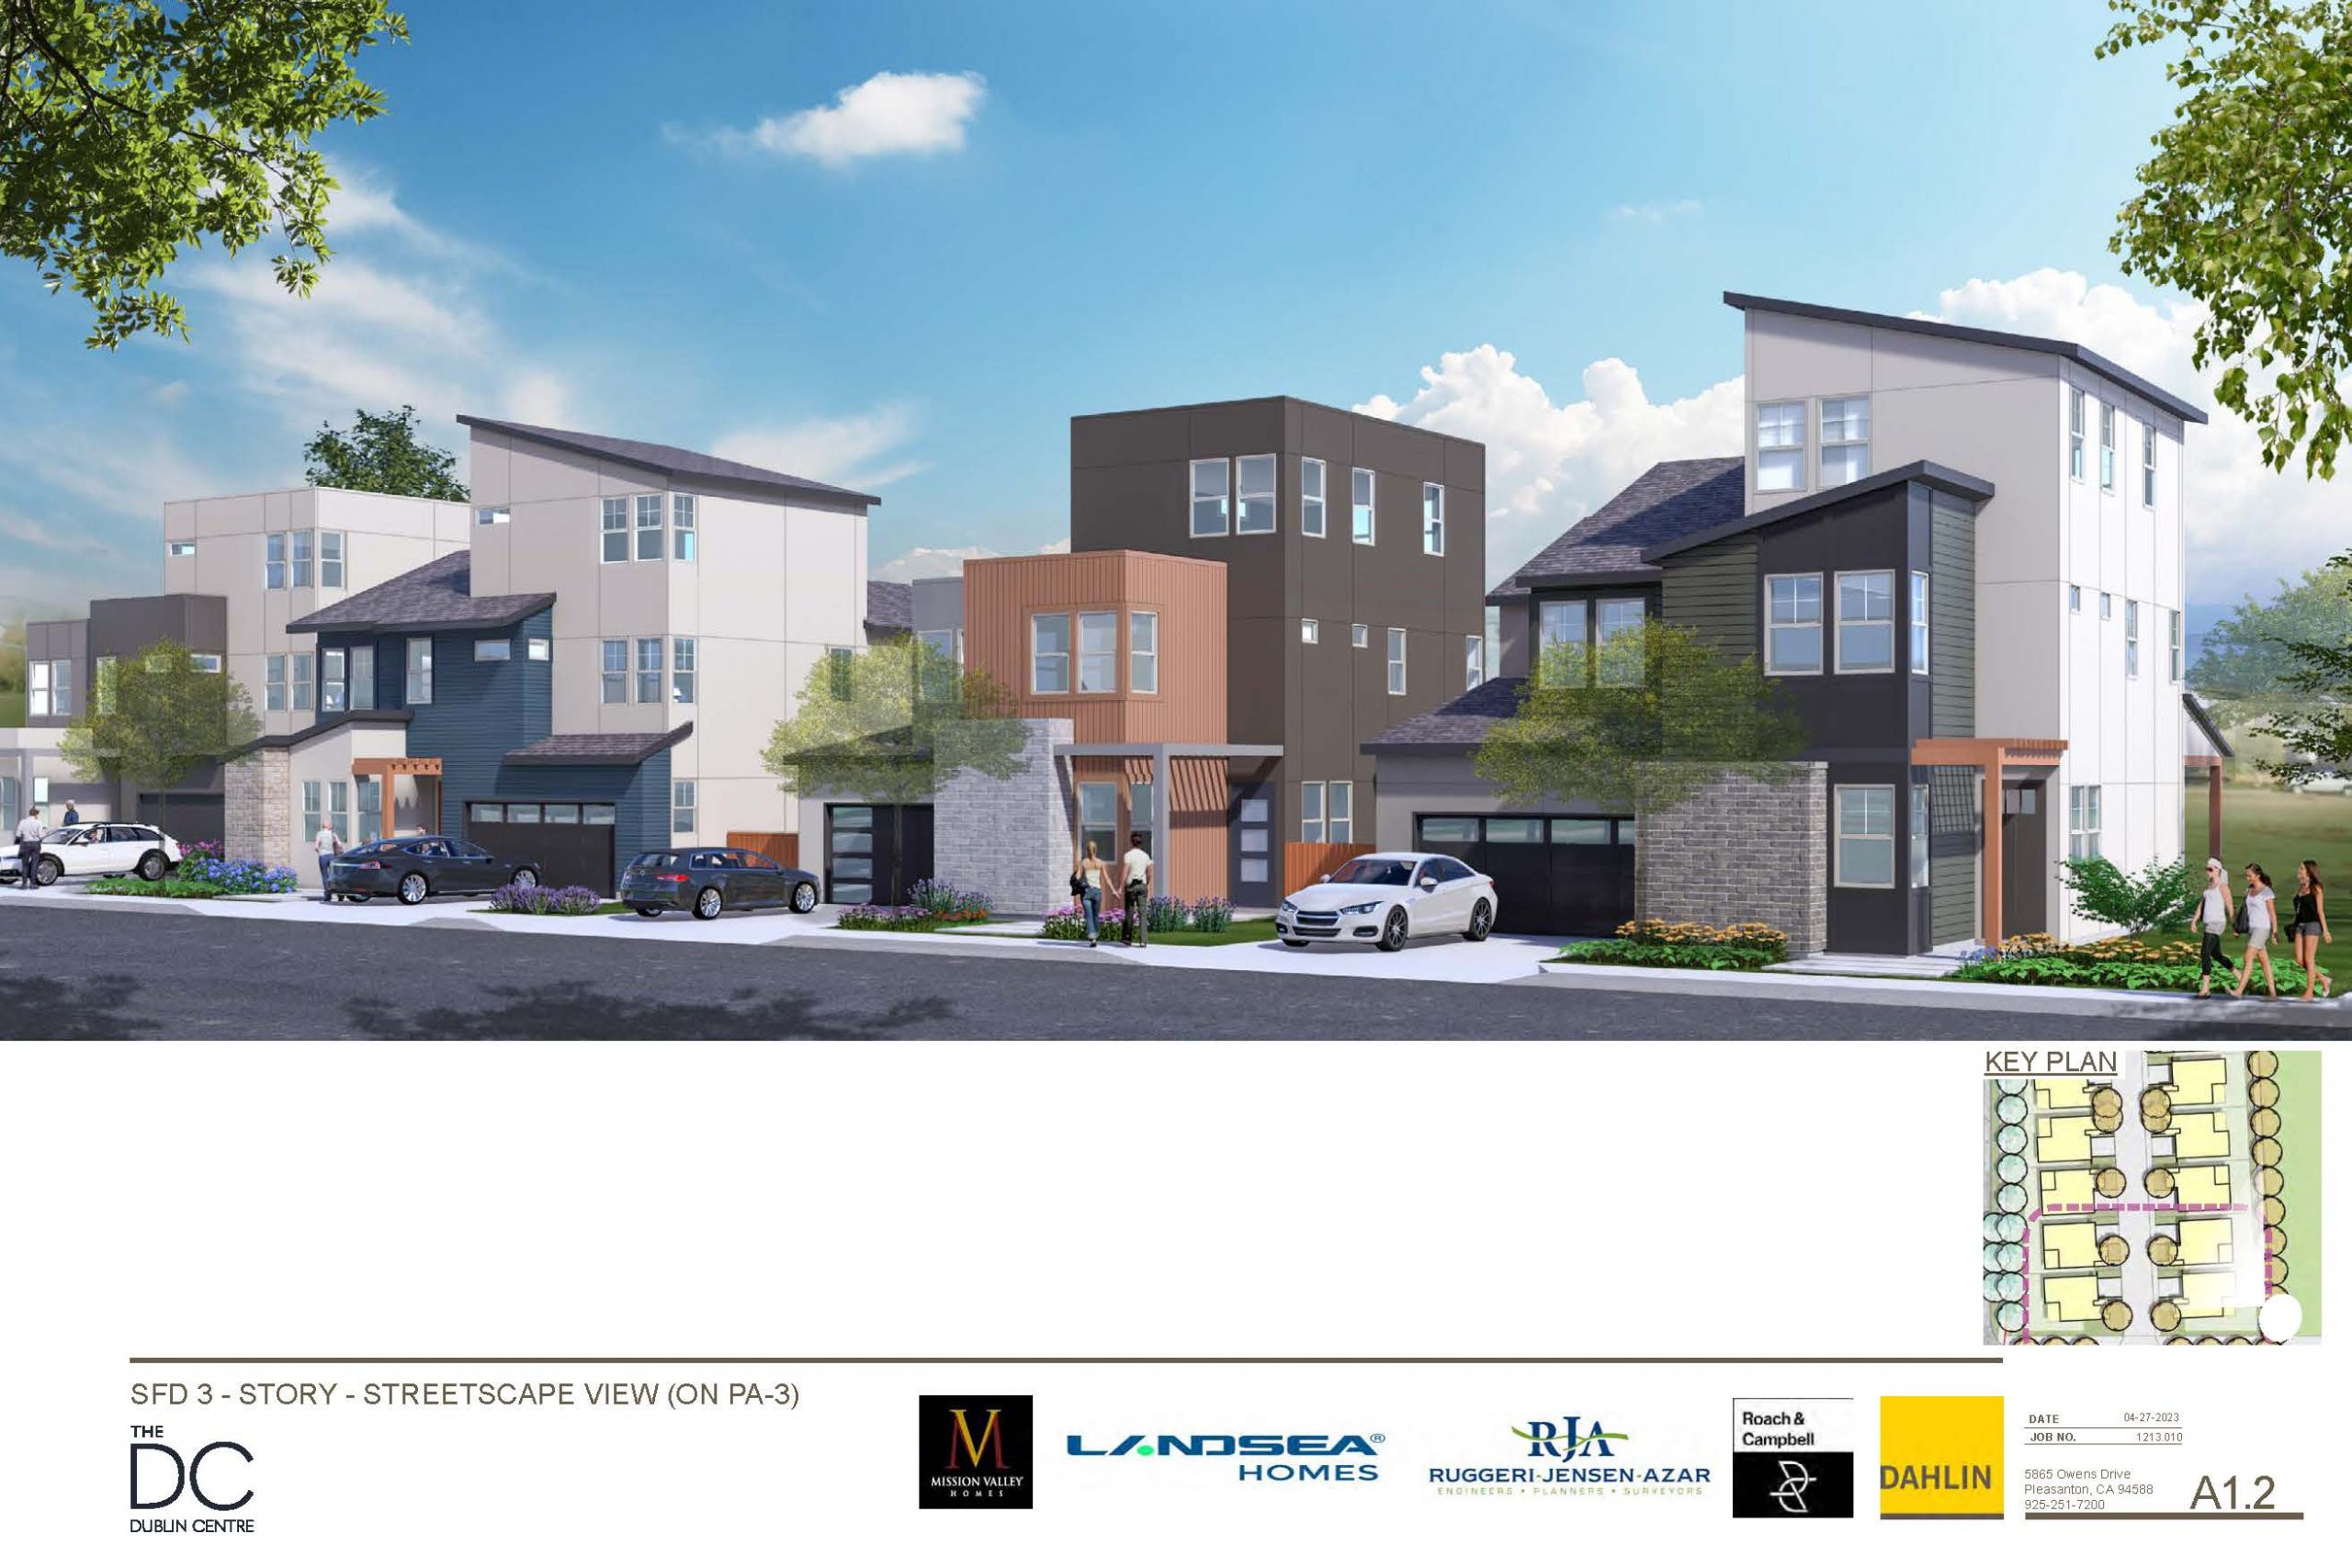 KEY PLAN
SFD 3 - STORY - STREETSCAPE VIEW (ON PA-3)
THE
DC
DUBLIN CENTRE
M
MISSION VALLEY
HOMES
LANDSEA®
HOMES
RJA
RUGGERI-JENSEN-AZAR
ENGINEERS • PLANNERS • SURVEYORS
Roach &
Campbell
DAHLIN
DATE 04-27-2023
JOB NO. 1213.010
5865 Owens Drive
Pleasanton, CA 94588
925-251-7200
A1.2